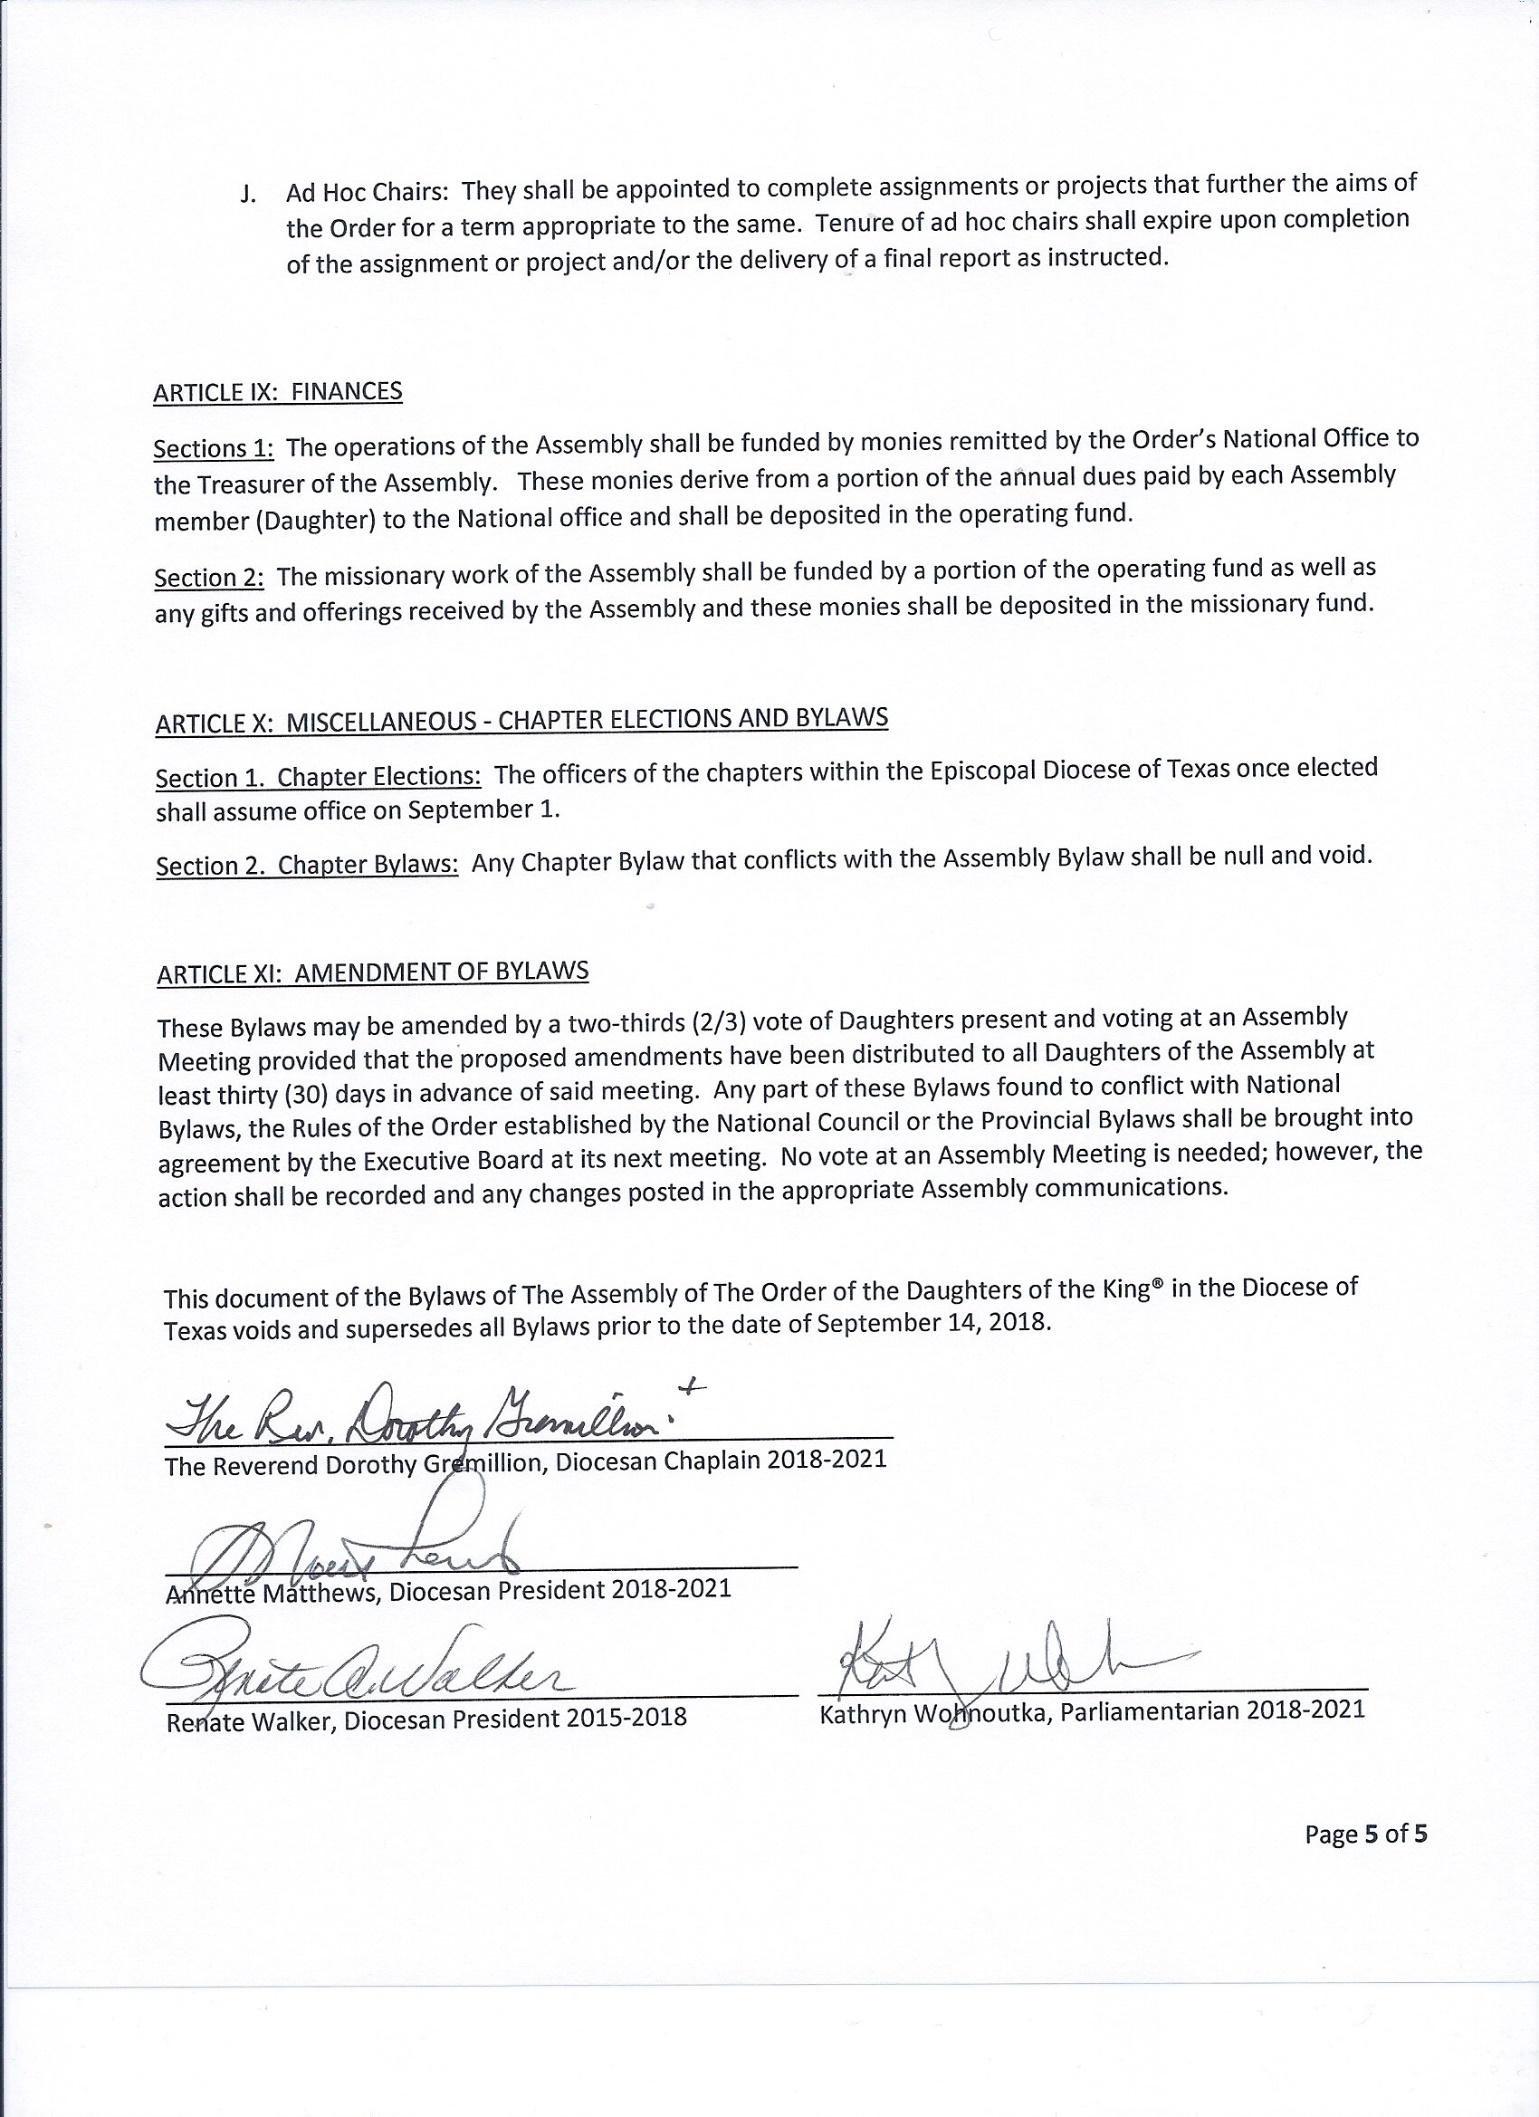 J. Ad Hoc Chairs: They shall be appointed to complete assignments or projects that further the aims of
the Order for a term appropriate to the same. Tenure of ad hoc chairs shall expire upon completion
of the assignment or project and/or the delivery of a final report as instructed.
ARTICLE IX: FINANCES
Sections 1: The operations of the Assembly shall be funded by monies remitted by the Order's National Office to
the Treasurer of the Assembly. These monies derive from a portion of the annual dues paid by each Assembly
member (Daughter) to the National office and shall be deposited in the operating fund.
Section 2: The missionary work of the Assembly shall be funded by a portion of the operating fund as well as
any gifts and offerings received by the Assembly and these monies shall be deposited in the missionary fund.
ARTICLE X: MISCELLANEOUS - CHAPTER ELECTIONS AND BYLAWS
Section 1. Chapter Elections: The officers of the chapters within the Episcopal Diocese of Texas once elected
shall assume office on September 1.
Section 2. Chapter Bylaws: Any Chapter Bylaw that conflicts with the Assembly Bylaw shall be null and void.
ARTICLE XI: AMENDMENT OF BYLAWS
These Bylaws may be amended by a two-thirds (2/3) vote of Daughters present and voting at an Assembly
Meeting provided that the proposed amendments have been distributed to all Daughters of the Assembly at
least thirty (30) days in advance of said meeting. Any part of these Bylaws found to conflict with National
Bylaws, the Rules of the Order established by the National Council or the Provincial Bylaws shall be brought into
agreement by the Executive Board at its next meeting. No vote at an Assembly Meeting is needed; however, the
action shall be recorded and any changes posted in the appropriate Assembly communications.
This document of the Bylaws of The Assembly of The Order of the Daughters of the King® in the Diocese of
Texas voids and supersedes all Bylaws prior to the date of September 14, 2018.
The Rev. Dorothy Gremillion +
The Reverend Dorothy Gremillion, Diocesan Chaplain 2018-2021
Annette Matthews, Diocesan President 2018-2021
Renate A. Walker
Renate Walker, Diocesan President 2015-2018
Kathryn Wohnoutka, Parliamentarian 2018-2021
Page 5 of 5